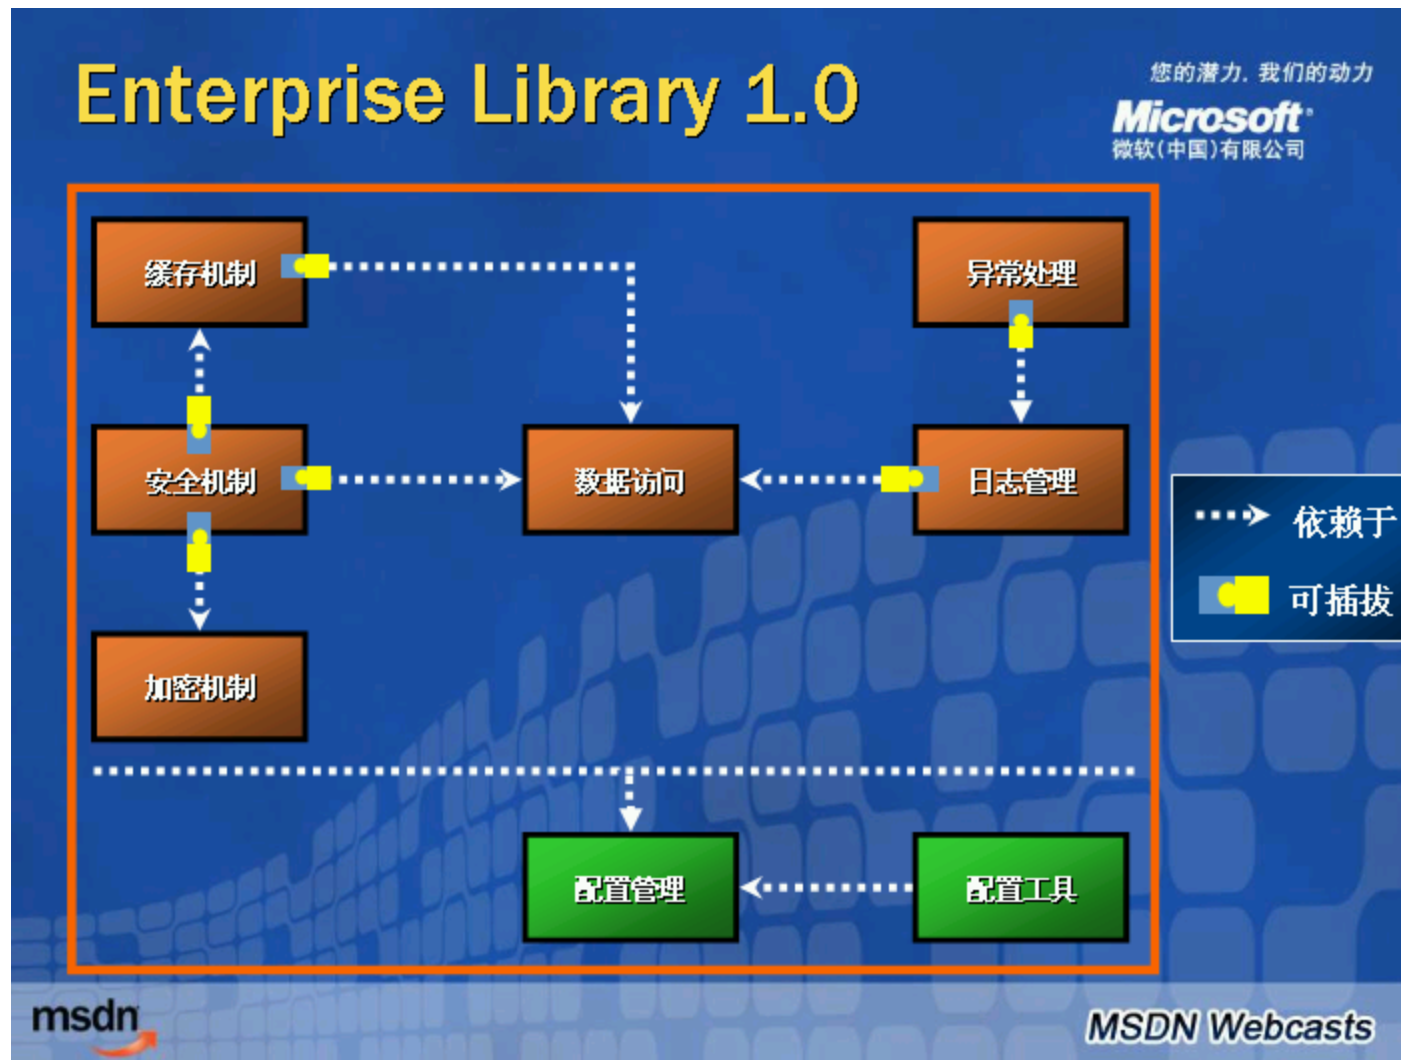 Enterprise Library 1.0
您的潜力. 我们的动力
Microsoft
微软(中国)有限公司
缓存机制
异常处理
安全机制
数据访问
日志管理
依赖于
可插拔
加密机制
配置管理
配置工具
msdn
MSDN Webcasts